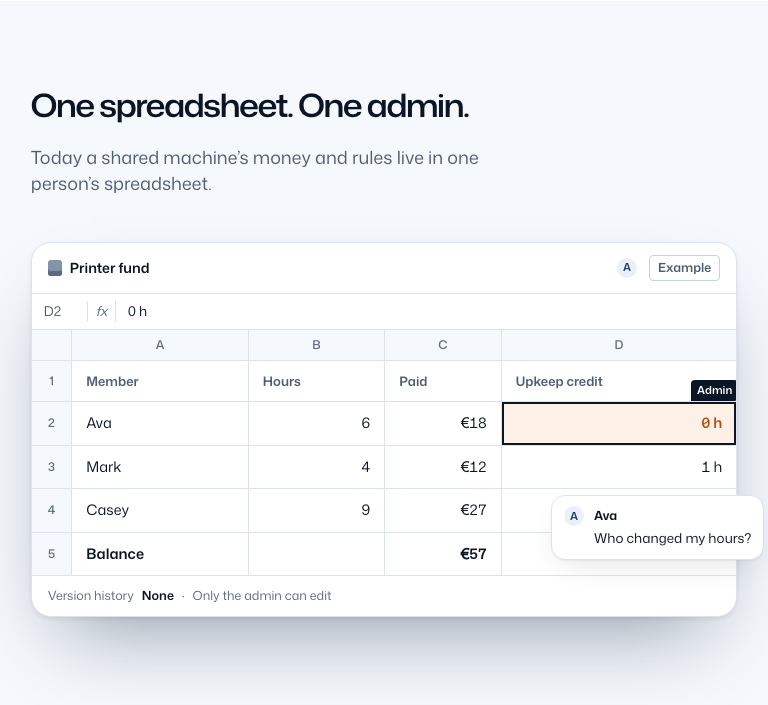 One spreadsheet. One admin.
Today a shared machine’s money and rules live in one
person’s spreadsheet.
Printer fund A Example
D2 fx 0 h
A B C D
1 Member Hours Paid Upkeep credit
Admin
2 Ava 6 €18 0 h
3 Mark 4 €12 1 h
4 Casey 9 €27
A Ava
Who changed my hours?
5 Balance €57
Version history None · Only the admin can edit